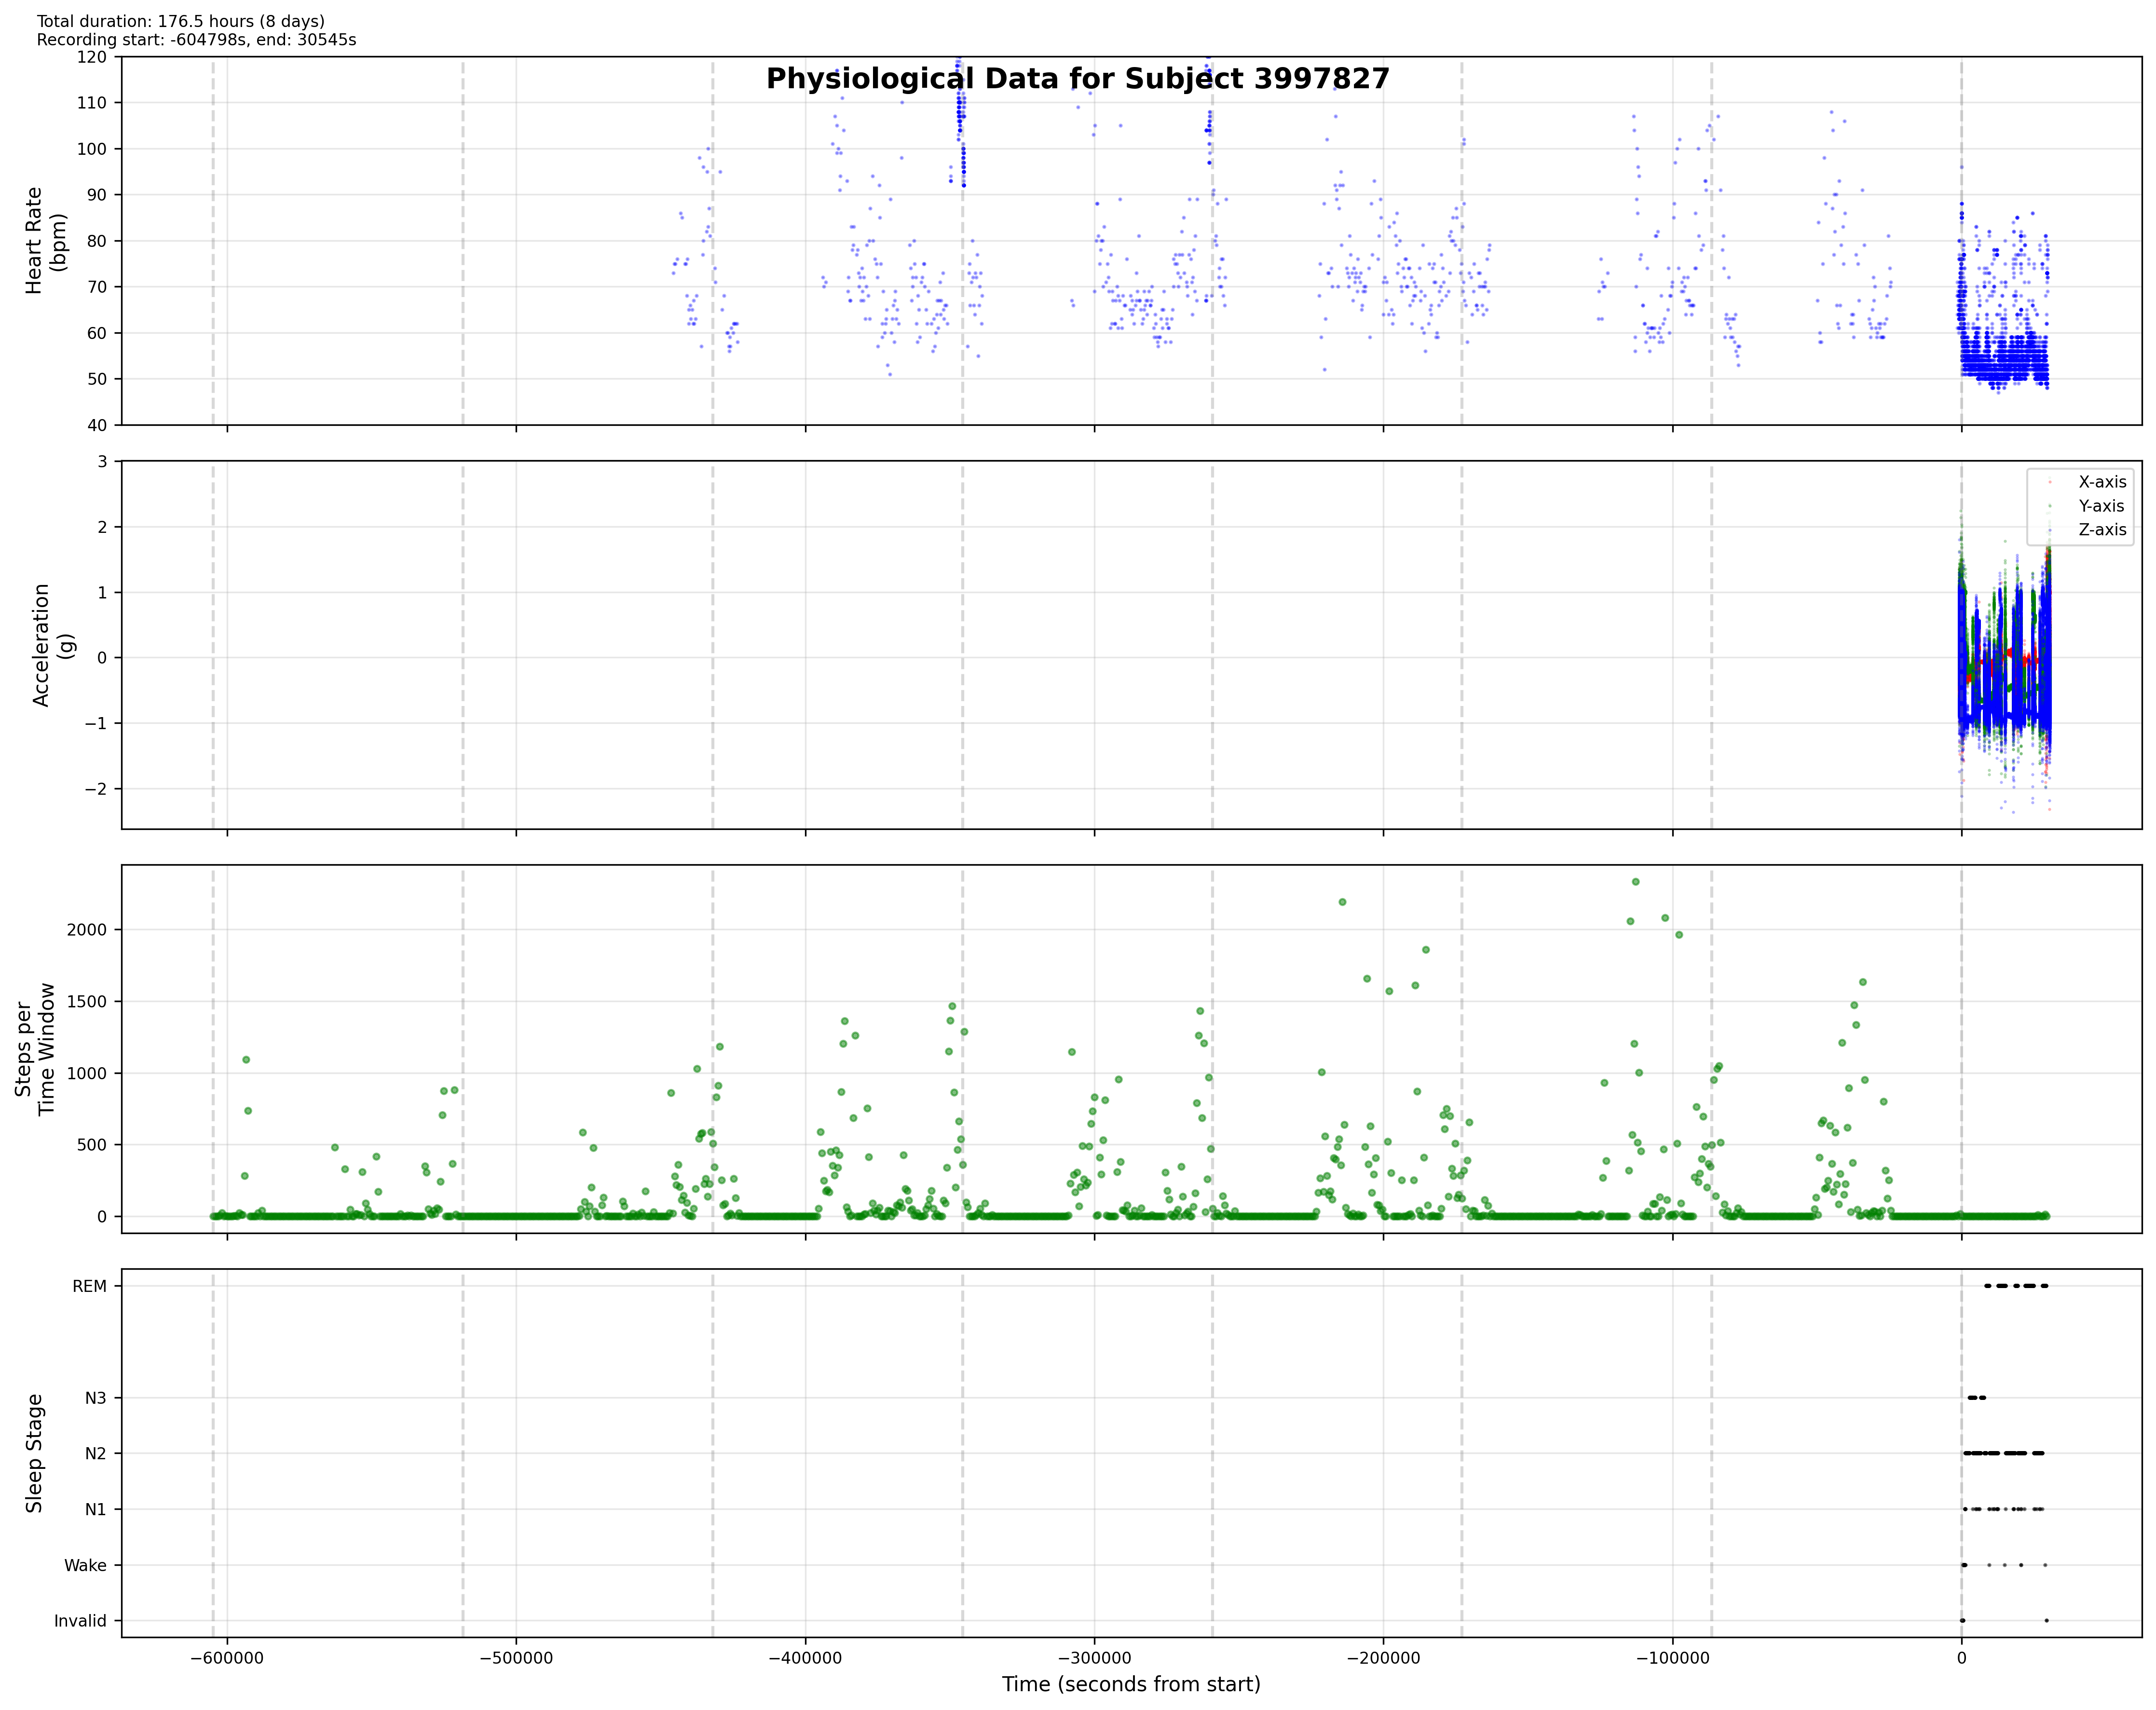 Total duration: 176.5 hours (8 days)
Recording start: -604798s, end: 30545s
Physiological Data for Subject 3997827
120
110
100
90
80
70
60
50
40
Heart Rate
(bpm)
3
2
1
0
−1
−2
Acceleration
(g)
X-axis
Y-axis
Z-axis
2000
1500
1000
500
0
Steps per
Time Window
REM
N3
N2
N1
Wake
Invalid
Sleep Stage
−600000
−500000
−400000
−300000
−200000
−100000
0
Time (seconds from start)